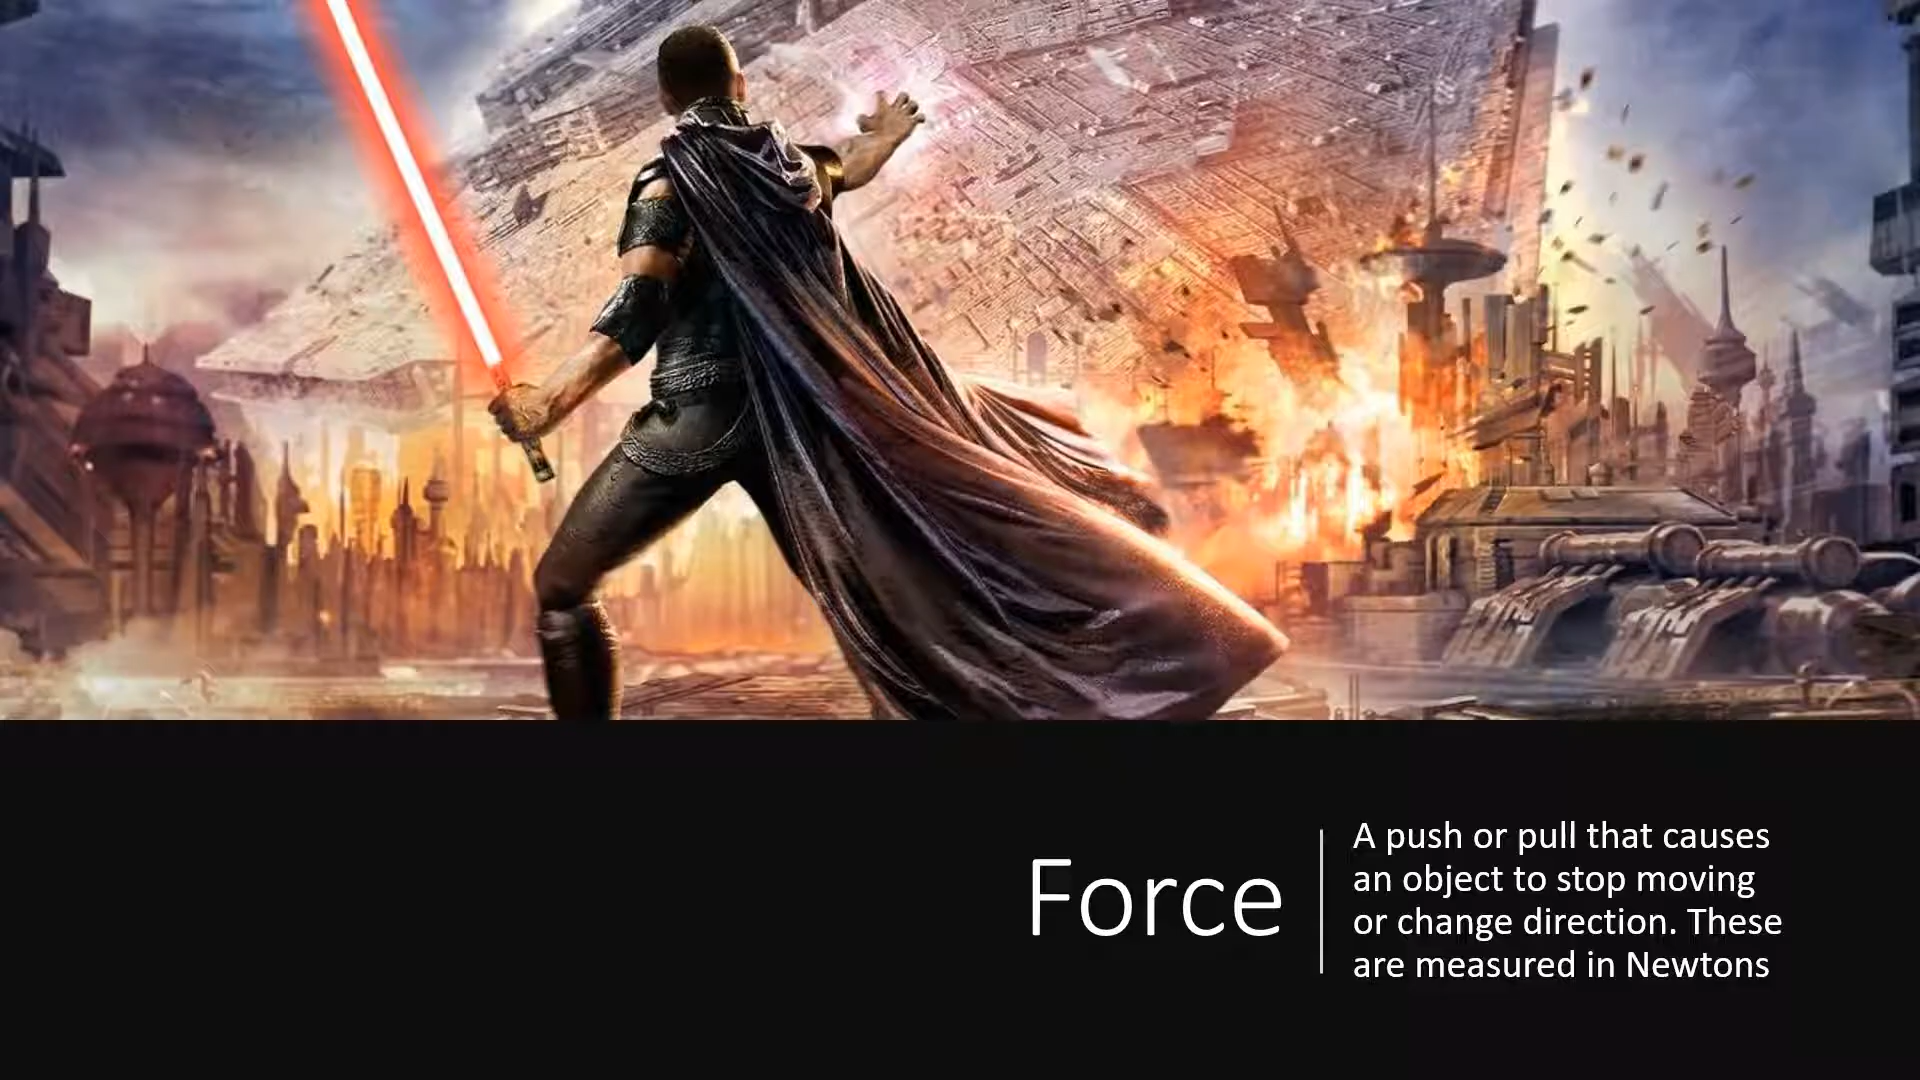 Force
A push or pull that causes
an object to stop moving
or change direction. These
are measured in Newtons